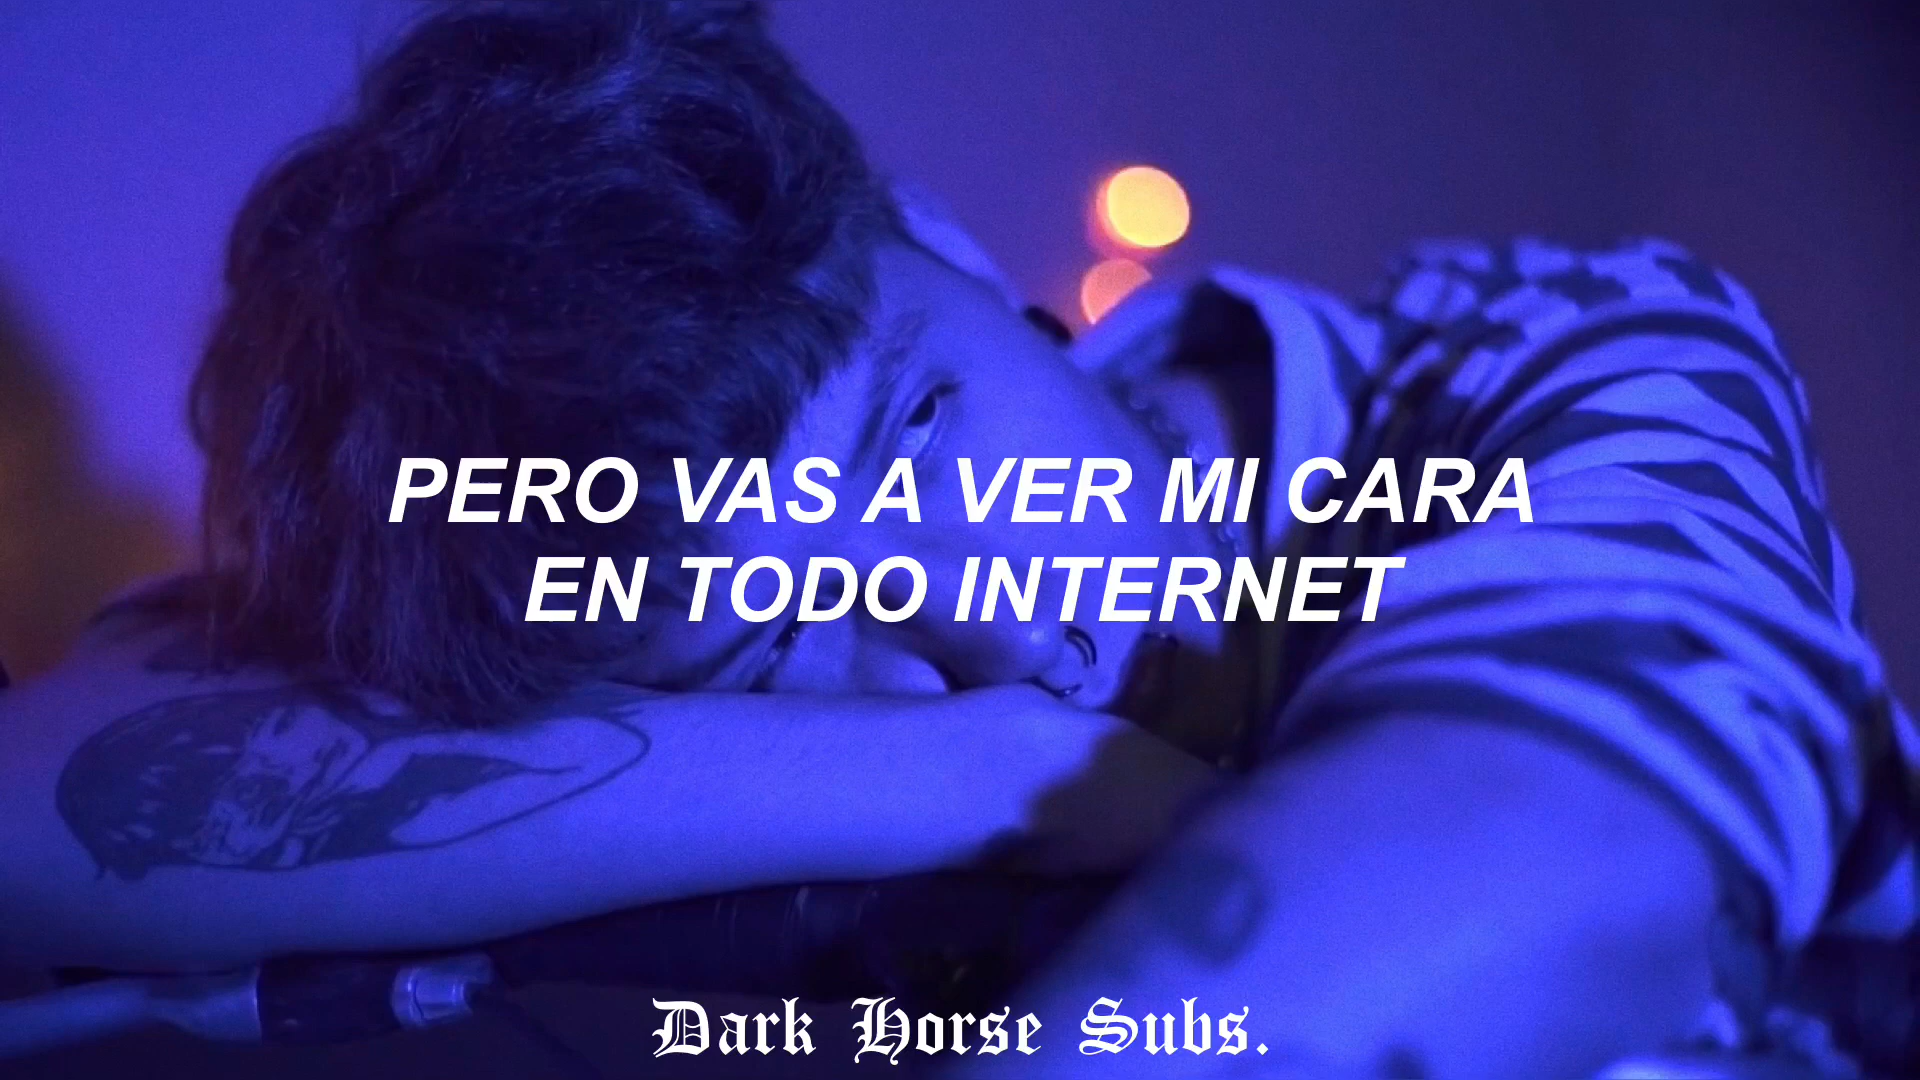 PERO VAS A VER MI CARA
EN TODO INTERNET
Dark Horse Subs.